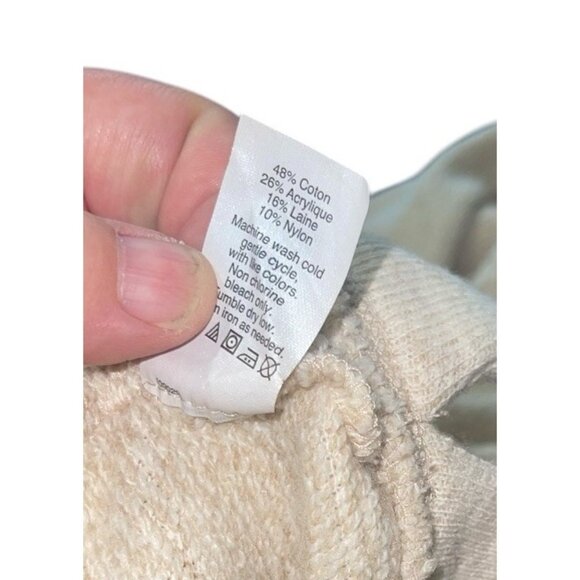 48% Coton
26% Acrylique
16% Laine
10% Nylon
Machine wash cold
gentle cycle,
with like colors.
Non chlorine
bleach only.
Tumble dry low.
iron as needed.